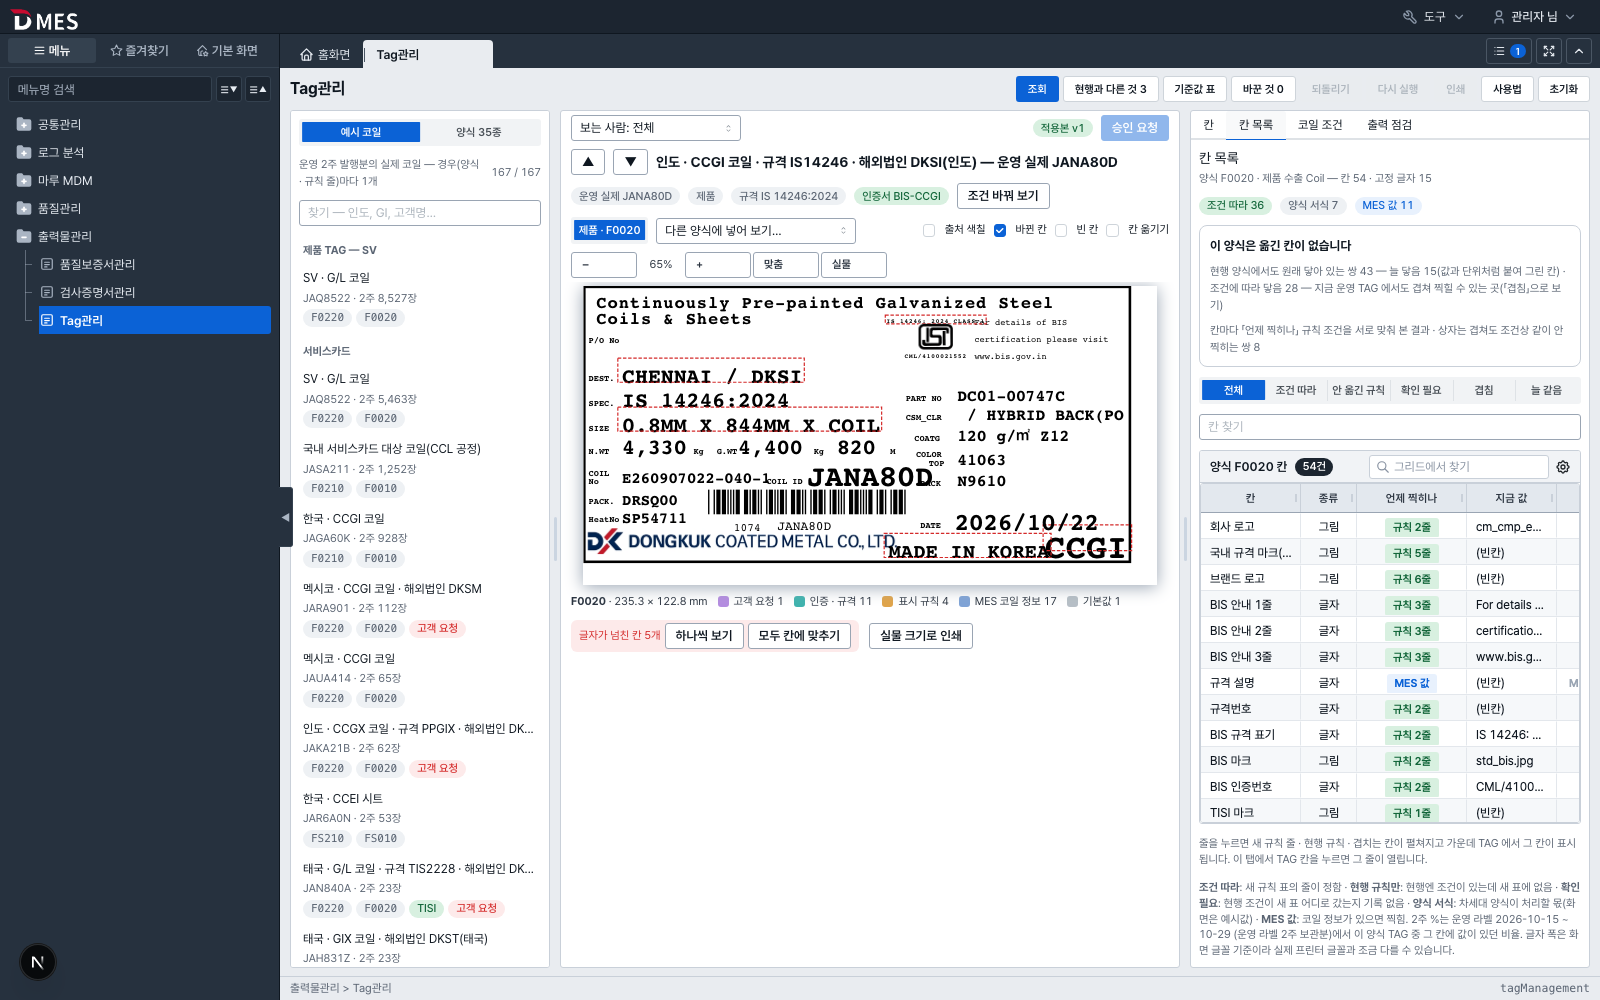 D MES
도구
관리자 님
메뉴
즐겨찾기
기본 화면
홈화면
Tag관리
1
메뉴명 검색
공통관리
로그 분석
마루 MDM
품질관리
출력물관리
품질보증서관리
검사증명서관리
Tag관리
Tag관리
조회
현행과 다른 것 3
기준값 표
바꾼 것 0
되돌리기
다시 실행
인쇄
사용법
초기화
예시 코일
양식 35종
운영 2주 발행분의 실제 코일 — 경우(양식 · 규칙 줄)마다 1개
167 / 167
찾기 — 인도, GI, 고객명...
제품 TAG — SV
SV · G/L 코일
JAQ8522 · 2주 8,527장
F0220 F0020
서비스카드
SV · G/L 코일
JAQ8522 · 2주 5,463장
F0220 F0020
국내 서비스카드 대상 코일(CCL 공정)
JASA211 · 2주 1,252장
F0210 F0010
한국 · CCGI 코일
JAGA60K · 2주 928장
F0210 F0010
멕시코 · CCGI 코일 · 해외법인 DKSM
JARA901 · 2주 112장
F0220 F0020 고객 요청
멕시코 · CCGI 코일
JAUA414 · 2주 65장
F0220 F0020
인도 · CCGX 코일 · 규격 PPGIX · 해외법인 DK...
JAKA21B · 2주 62장
F0220 F0020 고객 요청
한국 · CCEI 시트
JAR6A0N · 2주 53장
FS210 FS010
태국 · G/L 코일 · 규격 TIS2228 · 해외법인 DK...
JAN840A · 2주 23장
F0220 F0020 TISI 고객 요청
태국 · GIX 코일 · 해외법인 DKST(태국)
JAH831Z · 2주 23장
보는 사람: 전체
적용본 v1
승인 요청
▲ ▼ 인도 · CCGI 코일 · 규격 IS14246 · 해외법인 DKSI(인도) — 운영 실제 JANA80D
운영 실제 JANA80D 제품 규격 IS 14246:2024 인증서 BIS-CCGI 조건 바꿔 보기
제품 · F0020 다른 양식에 넣어 보기... 출처 색칠 바뀐 칸 빈 칸 칸 옮기기
− 65% + 맞춤 실물
Continuously Pre-painted Galvanized Steel
Coils & Sheets
P/O No
For details of BIS
certification please visit
CML/4100021552 www.bis.gov.in
DEST. CHENNAI / DKSI
SPEC. IS 14246:2024
SIZE 0.8MM X 844MM X COIL
N.WT 4,330 Kg G.WT 4,400 Kg 820 M
PART NO DC01-00747C
CSM_CLR / HYBRID BACK(PO
COATG 120 g/㎡ Z12
COLOR TOP 41063
N9610
COIL No E260907022-040-1 COIL ID JANA80D
PACK. DRSQ00
HeatNo SP54711
1074 JANA80D
DATE 2026/10/22
DK DONGKUK COATED METAL CO., LTD
MADE IN KOREA
CCGI
F0020 · 235.3 × 122.8 mm 고객 요청 1 인증 · 규격 11 표시 규칙 4 MES 코일 정보 17 기본값 1
글자가 넘친 칸 5개 하나씩 보기 모두 칸에 맞추기 실물 크기로 인쇄
칸 칸 목록 코일 조건 출력 점검
칸 목록
양식 F0020 · 제품 수출 Coil — 칸 54 · 고정 글자 15
조건 따라 36 양식 서식 7 MES 값 11
이 양식은 옮긴 칸이 없습니다
현행 양식에서도 원래 닿아 있는 쌍 43 — 늘 닿음 15(값과 단위처럼 붙여 그린 칸) · 조건에 따라 닿음 28 — 지금 운영 TAG 에서도 겹쳐 찍힐 수 있는 곳(「겹침」으로 보기)
칸마다 「언제 찍히나」 규칙 조건을 서로 맞춰 본 결과 · 상자는 겹쳐도 조건상 같이 안 찍히는 쌍 8
전체 조건 따라 안 옮긴 규칙 확인 필요 겹침 늘 같음
칸 찾기
양식 F0020 칸 54건 그리드에서 찾기
칸 종류 언제 찍히나 지금 값
회사 로고 그림 규칙 2줄 cm_cmp_e...
국내 규격 마크(... 그림 규칙 5줄 (빈칸)
브랜드 로고 그림 규칙 6줄 (빈칸)
BIS 안내 1줄 글자 규칙 3줄 For details ...
BIS 안내 2줄 글자 규칙 3줄 certificatio...
BIS 안내 3줄 글자 규칙 3줄 www.bis.g...
규격 설명 글자 MES 값 (빈칸) M
규격번호 글자 규칙 2줄 (빈칸)
BIS 규격 표기 글자 규칙 2줄 IS 14246: ...
BIS 마크 그림 규칙 2줄 std_bis.jpg
BIS 인증번호 글자 규칙 2줄 CML/4100...
TISI 마크 그림 규칙 1줄 (빈칸)
줄을 누르면 새 규칙 줄 · 현행 규칙 · 겹치는 칸이 펼쳐지고 가운데 TAG 에서 그 칸이 표시됩니다. 이 탭에서 TAG 칸을 누르면 그 줄이 열립니다.
조건 따라: 새 규칙 표의 줄이 정함 · 현행 규칙만: 현행엔 조건이 있는데 새 표에 없음 · 확인 필요: 현행 조건이 새 표 어디로 갔는지 기록 없음 · 양식 서식: 차세대 양식이 처리할 몫(화면은 예시값) · MES 값: 코일 정보가 있으면 찍힘. 2주 %는 운영 라벨 2026-10-15 ~ 10-29 (운영 라벨 2주 보관분)에서 이 양식 TAG 중 그 칸에 값이 있던 비율. 글자 폭은 화면 글꼴 기준이라 실제 프린터 글꼴과 조금 다를 수 있습니다.
N
출력물관리 > Tag관리
tagManagement